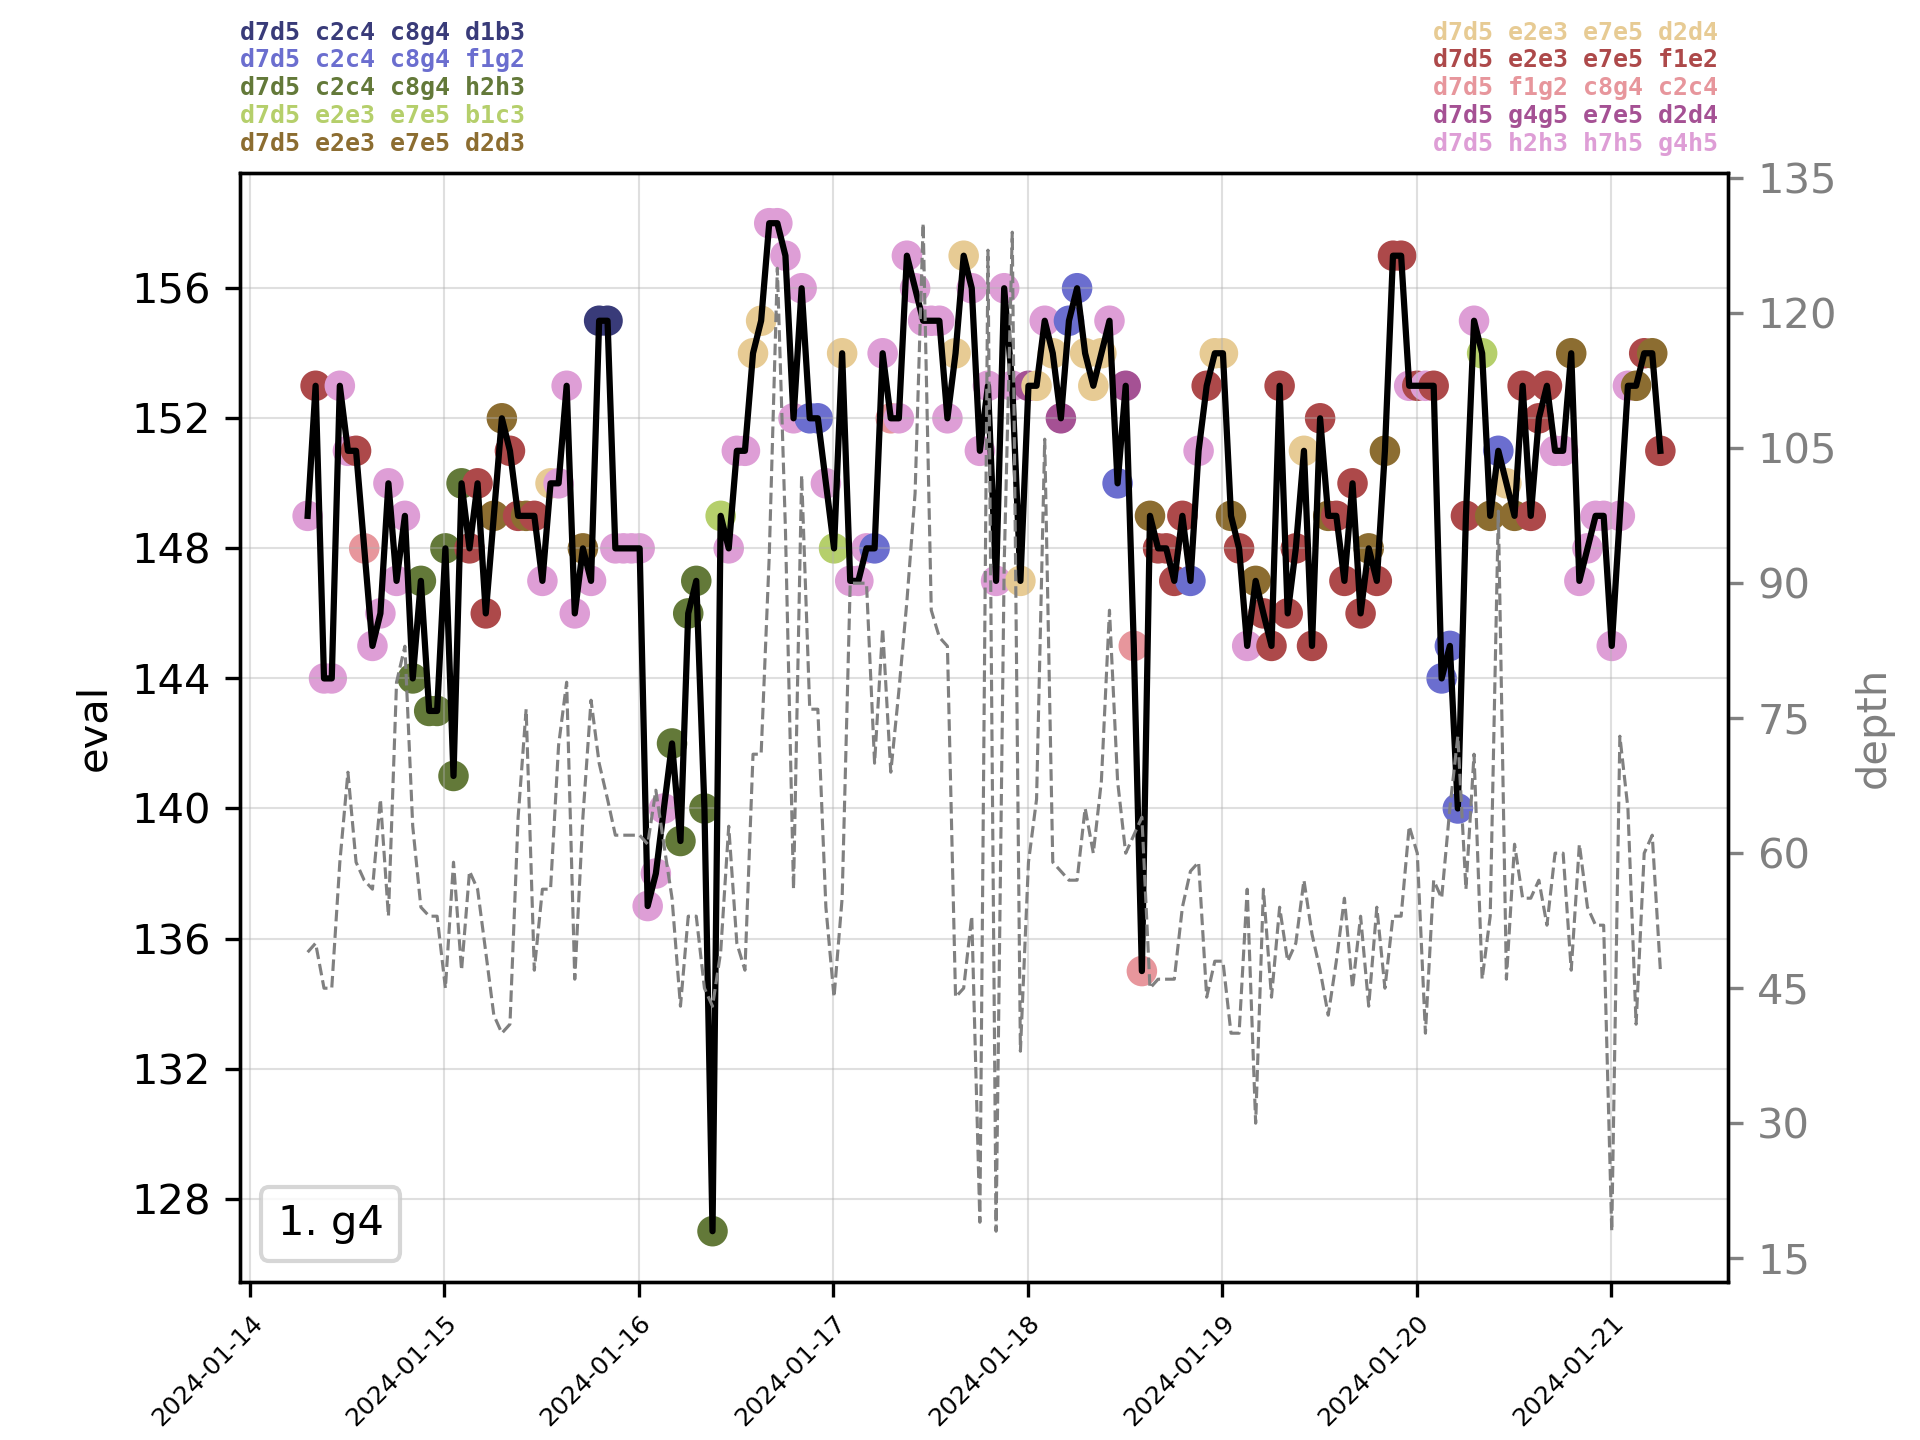 d7d5 c2c4 c8g4 d1b3
d7d5 c2c4 c8g4 f1g2
d7d5 c2c4 c8g4 h2h3
d7d5 e2e3 e7e5 b1c3
d7d5 e2e3 e7e5 d2d3
d7d5 e2e3 e7e5 d2d4
d7d5 e2e3 e7e5 f1e2
d7d5 f1g2 c8g4 c2c4
d7d5 g4g5 e7e5 d2d4
d7d5 h2h3 h7h5 g4h5
156
152
148
144
140
136
132
128
eval
135
120
105
90
75
60
45
30
15
depth
1. g4
2024-01-14
2024-01-15
2024-01-16
2024-01-17
2024-01-18
2024-01-19
2024-01-20
2024-01-21